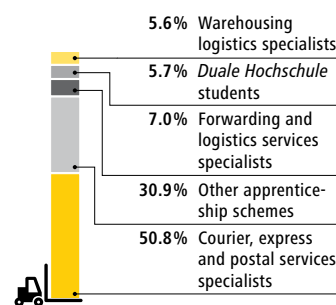 5.6% Warehousing
logistics specialists
5.7% Duale Hochschule
students
7.0% Forwarding and
logistics services
specialists
30.9% Other apprentice-
ship schemes
50.8% Courier, express
and postal services
specialists